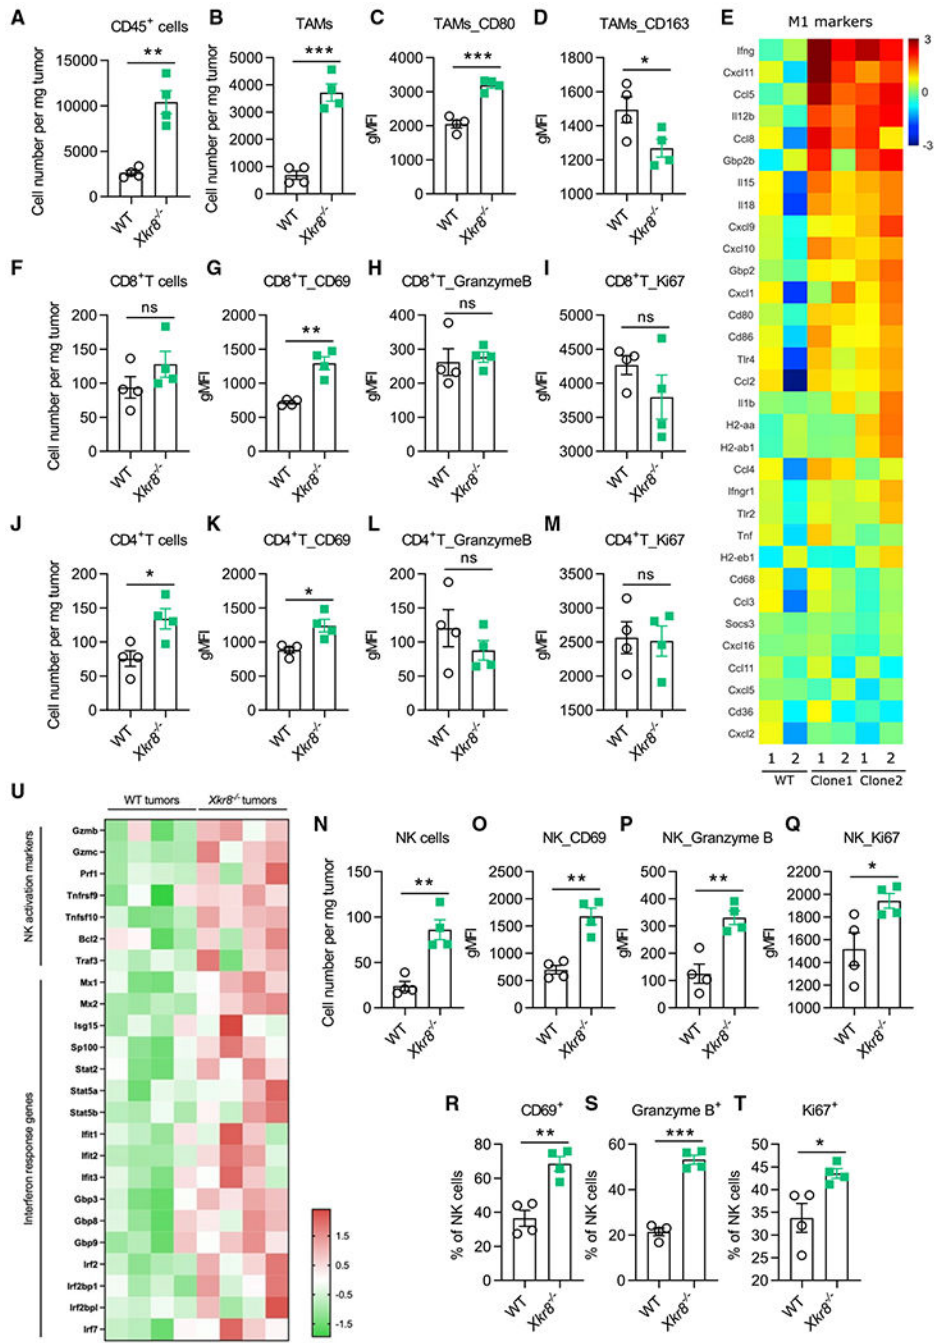 A
CD45⁺ cells
**
Cell number per mg tumor
15000
10000
5000
0
WT
Xkr8⁻/⁻
B
TAMs
***
Cell number per mg tumor
5000
4000
3000
2000
1000
0
WT
Xkr8⁻/⁻
C
TAMs_CD80
***
gMFI
4000
3000
2000
1000
0
WT
Xkr8⁻/⁻
D
TAMs_CD163
*
gMFI
1800
1600
1400
1200
1000
WT
Xkr8⁻/⁻
E
M1 markers
Ifng
Cxcl11
Ccl5
Il12b
Ccl8
Gbp2b
Il15
Il18
Cxcl9
Cxcl10
Gbp2
Cxcl1
Cd80
Cd86
Tlr4
Ccl2
Il1b
H2-aa
H2-ab1
Ccl4
Ifngr1
Tlr2
Tnf
H2-eb1
Cd68
Ccl3
Socs3
Cxcl16
Ccl11
Cxcl5
Cd36
Cxcl2
3
0
-3
1 2 1 2 1 2
WT Clone1 Clone2
F
CD8⁺T cells
ns
Cell number per mg tumor
200
150
100
50
0
WT
Xkr8⁻/⁻
G
CD8⁺T_CD69
**
gMFI
2000
1500
1000
500
0
WT
Xkr8⁻/⁻
H
CD8⁺T_GranzymeB
ns
gMFI
400
300
200
100
0
WT
Xkr8⁻/⁻
I
CD8⁺T_Ki67
ns
gMFI
5000
4500
4000
3500
3000
WT
Xkr8⁻/⁻
J
CD4⁺T cells
*
Cell number per mg tumor
200
150
100
50
0
WT
Xkr8⁻/⁻
K
CD4⁺T_CD69
*
gMFI
2000
1500
1000
500
0
WT
Xkr8⁻/⁻
L
CD4⁺T_GranzymeB
ns
gMFI
200
150
100
50
0
WT
Xkr8⁻/⁻
M
CD4⁺T_Ki67
ns
gMFI
3500
3000
2500
2000
1500
WT
Xkr8⁻/⁻
U
WT tumors
Xkr8⁻/⁻ tumors
NK activation markers
Gzmb
Gzmc
Prf1
Tnfrsf9
Tnfsf10
Bcl2
Traf3
Interferon response genes
Mx1
Mx2
Isg15
Sp100
Stat2
Stat5a
Stat5b
Ifit1
Ifit2
Ifit3
Gbp3
Gbp8
Gbp9
Irf2
Irf2bp1
Irf2bpl
Irf7
1.5
0
-1.5
N
NK cells
**
Cell number per mg tumor
150
100
50
0
WT
Xkr8⁻/⁻
O
NK_CD69
**
gMFI
2500
2000
1500
1000
500
0
WT
Xkr8⁻/⁻
P
NK_Granzyme B
**
gMFI
500
400
300
200
100
0
WT
Xkr8⁻/⁻
Q
NK_Ki67
*
gMFI
2200
2000
1800
1600
1400
1200
1000
WT
Xkr8⁻/⁻
R
CD69⁺
**
% of NK cells
80
60
40
20
0
WT
Xkr8⁻/⁻
S
Granzyme B⁺
***
% of NK cells
60
40
20
0
WT
Xkr8⁻/⁻
T
Ki67⁺
*
% of NK cells
50
45
40
35
30
25
20
WT
Xkr8⁻/⁻